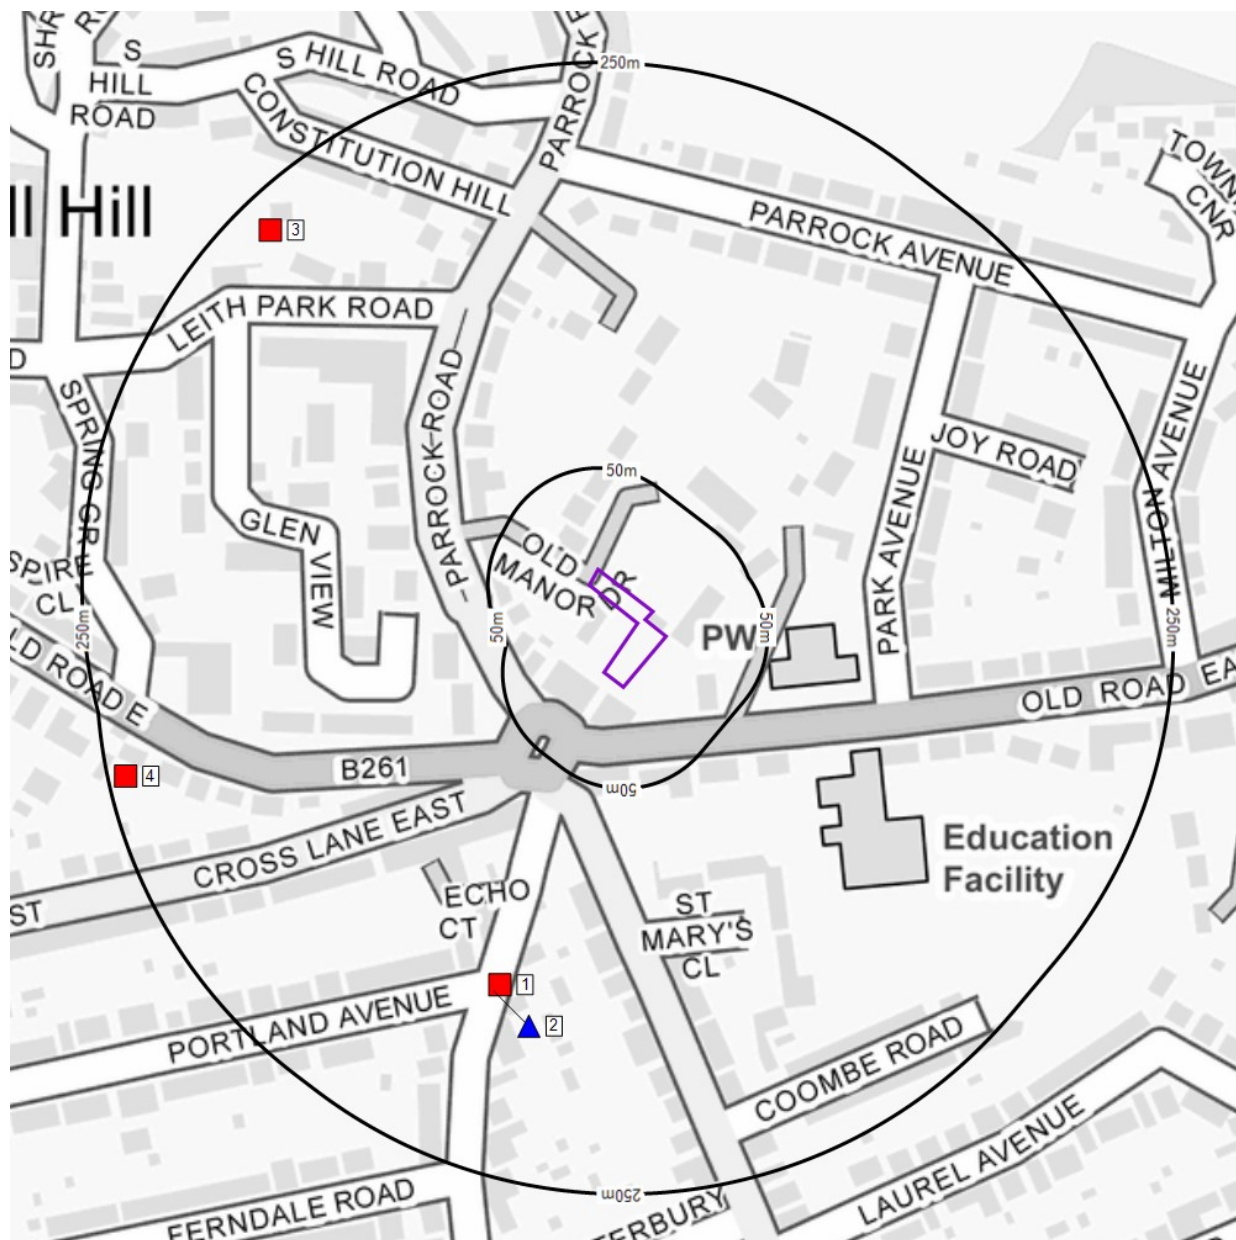 SHR
S
HILL
ROAD
S HILL ROAD
CONSTITUTION HILL
PARROCK
250m
ll Hill
3
PARROCK AVENUE
TOWN
CNR
LEITH PARK ROAD
D
SPRING GR
PARROCK ROAD
JOY ROAD
MILTON AVENUE
PARK AVENUE
50m
GLEN
VIEW
OLD
MANOR
DR
SPIRE
CL
250m
50m
PW
50m
250m
LD ROAD E
OLD ROAD EA
4
B261
50m
CROSS LANE EAST
ST
ECHO
CT
ST
MARY'S
CL
Education
Facility
1
2
PORTLAND AVENUE
COOMBE ROAD
LAUREL AVENUE
250m
FERNDALE ROAD
TERBURY